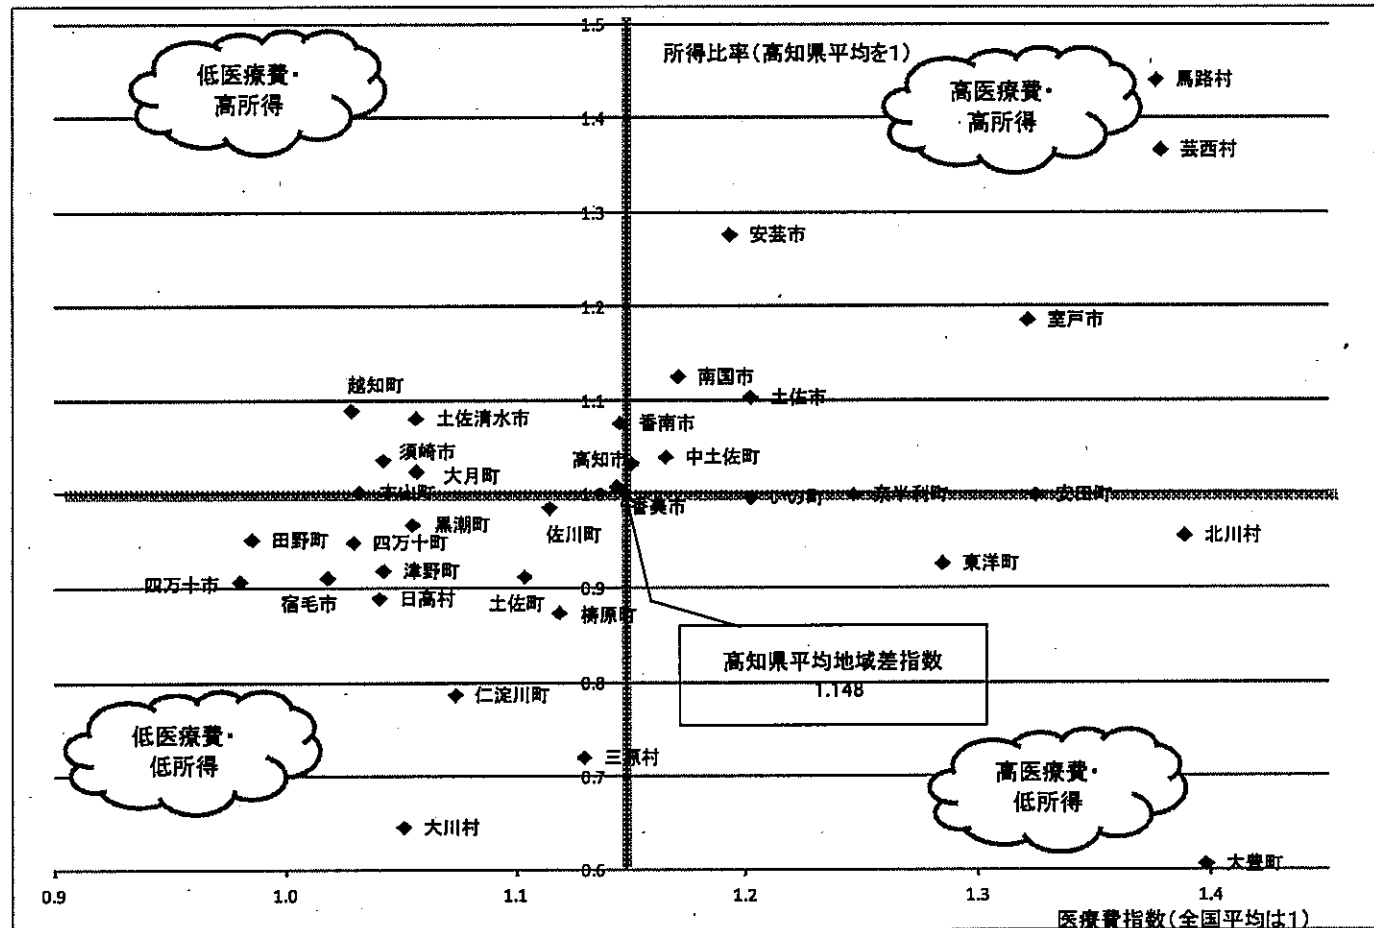 1.5
所得比率(高知県平均を1)
低医療費・
高所得
高医療費・
高所得
馬路村
1.4
芸西村
1.3
安芸市
1.2
室戸市
越知町
南国市
1.1
土佐市
土佐清水市
香南市
須崎市
高知市
中土佐町
大月町
本山町
1.0
香美市
いの町
奈半利町
安田町
黒潮町
佐川町
北川村
田野町
四万十町
東洋町
四万十市
津野町
0.9
宿毛市
日高村
土佐町
梼原町
高知県平均地域差指数
1.148
0.8
仁淀川町
低医療費・
低所得
三原村
0.7
高医療費・
低所得
大川村
大豊町
0.6
0.9
1.0
1.1
1.2
1.3
1.4
医療費指数(全国平均は1)